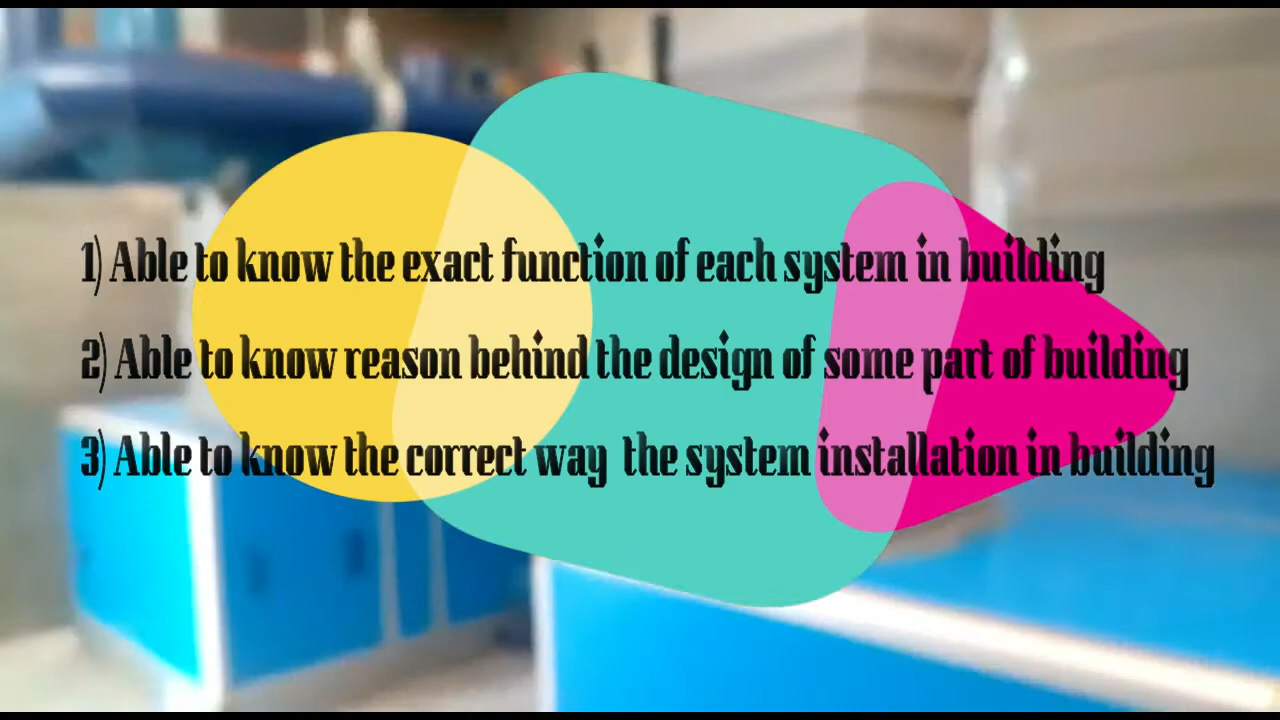 1) Able to know the exact function of each system in building
2) Able to know reason behind the design of some part of building
3) Able to know the correct way the system installation in building